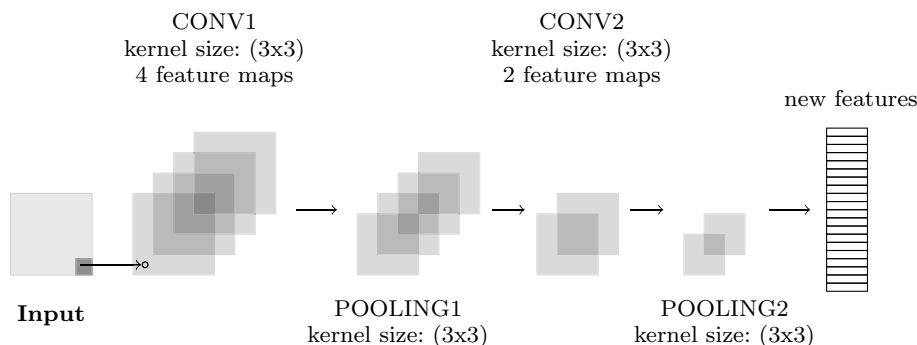 CONV1
kernel size: (3x3)
4 feature maps
CONV2
kernel size: (3x3)
2 feature maps
new features
Input
POOLING1
kernel size: (3x3)
POOLING2
kernel size: (3x3)